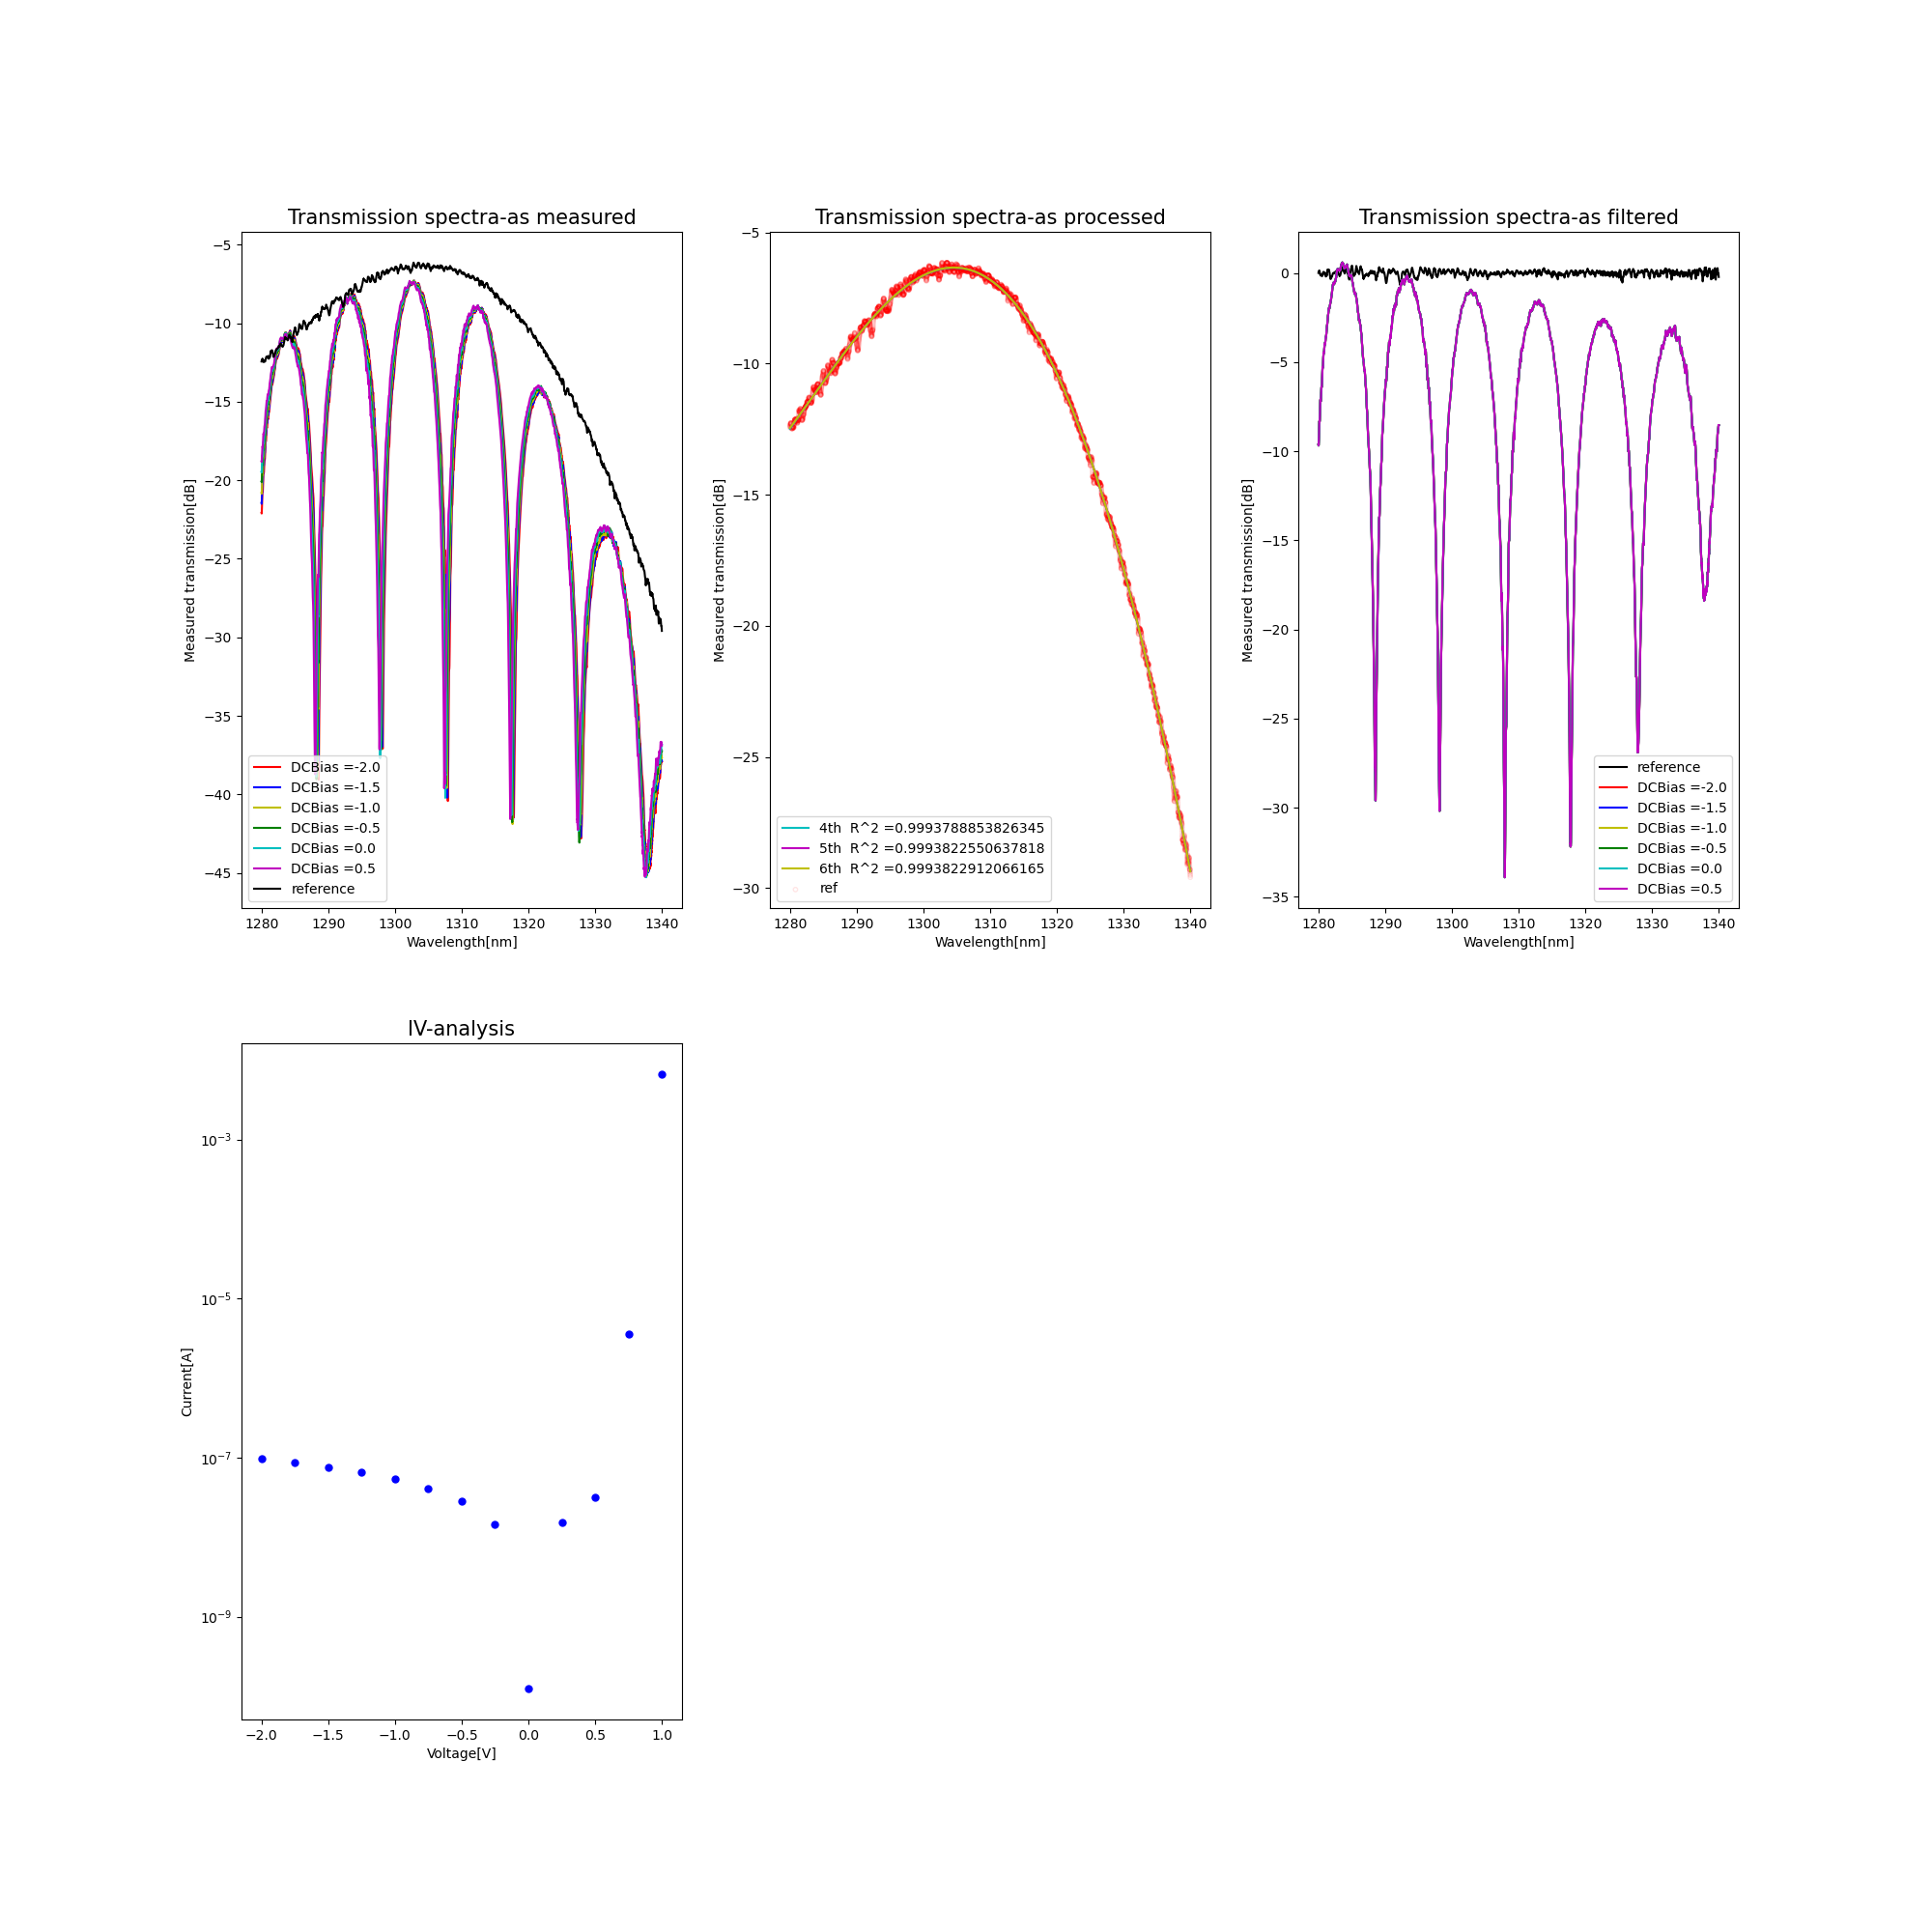 Transmission spectra-as measured
Measured transmission[dB]
−5
−10
−15
−20
−25
−30
−35
−40
−45
DCBias =-2.0
DCBias =-1.5
DCBias =-1.0
DCBias =-0.5
DCBias =0.0
DCBias =0.5
reference
1280 1290 1300 1310 1320 1330 1340
Wavelength[nm]
Transmission spectra-as processed
Measured transmission[dB]
−5
−10
−15
−20
−25
−30
4th R^2 =0.9993788853826345
5th R^2 =0.9993822550637818
6th R^2 =0.9993822912066165
ref
1280 1290 1300 1310 1320 1330 1340
Wavelength[nm]
Transmission spectra-as filtered
Measured transmission[dB]
0
−5
−10
−15
−20
−25
−30
−35
reference
DCBias =-2.0
DCBias =-1.5
DCBias =-1.0
DCBias =-0.5
DCBias =0.0
DCBias =0.5
1280 1290 1300 1310 1320 1330 1340
Wavelength[nm]
IV-analysis
Current[A]
10⁻³
10⁻⁵
10⁻⁷
10⁻⁹
−2.0 −1.5 −1.0 −0.5 0.0 0.5 1.0
Voltage[V]